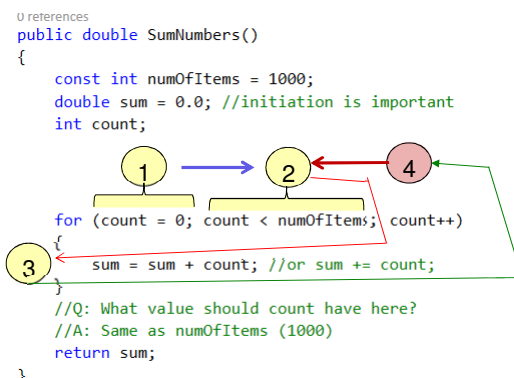 0 references
public double SumNumbers()
{
const int numOfItems = 1000;
double sum = 0.0; //initiation is important
int count;
1 2 4
for (count = 0; count < numOfItems; count++)
{
3
sum = sum + count; //or sum += count;
}
//Q: What value should count have here?
//A: Same as numOfItems (1000)
return sum;
}